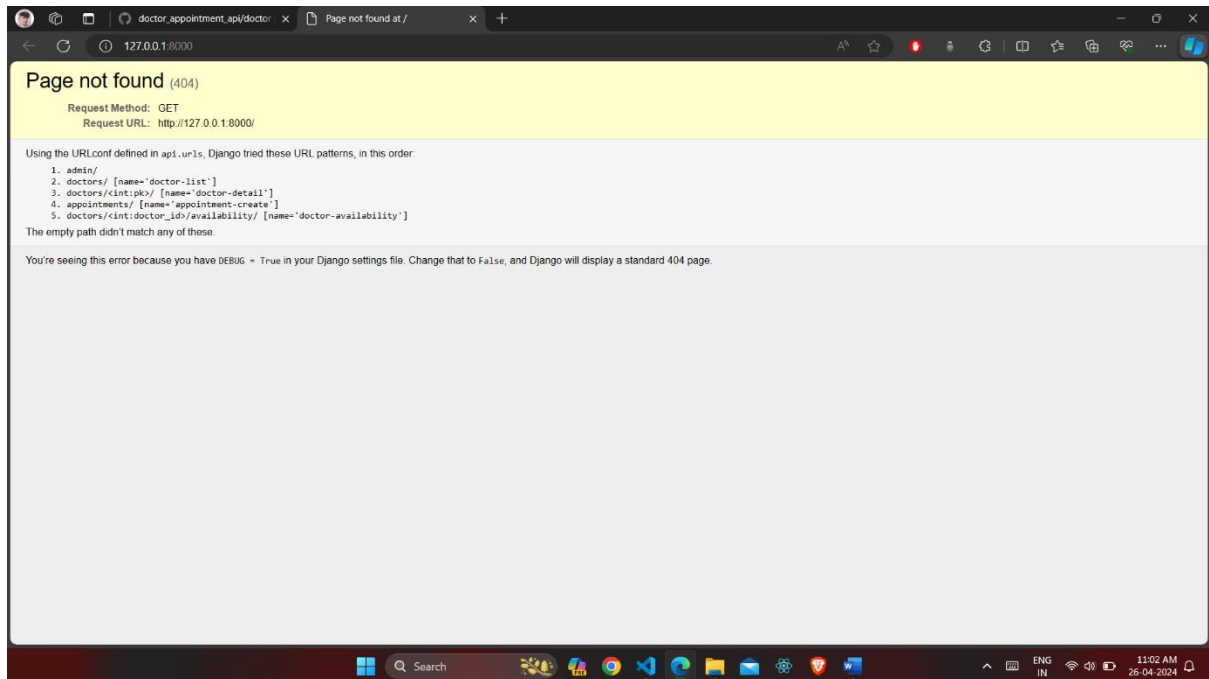 doctor_appointment_api/doctor
Page not found at /
127.0.0.1:8000
Page not found (404)
Request Method: GET
Request URL: http://127.0.0.1:8000/
Using the URLconf defined in api.urls, Django tried these URL patterns, in this order:
1. admin/
2. doctors/ [name='doctor-list']
3. doctors/<int:pk>/ [name='doctor-detail']
4. appointments/ [name='appointment-create']
5. doctors/<int:doctor_id>/availability/ [name='doctor-availability']
The empty path didn't match any of these.
You're seeing this error because you have DEBUG = True in your Django settings file. Change that to False, and Django will display a standard 404 page.
Search
ENG
IN
11:02 AM
26-04-2024